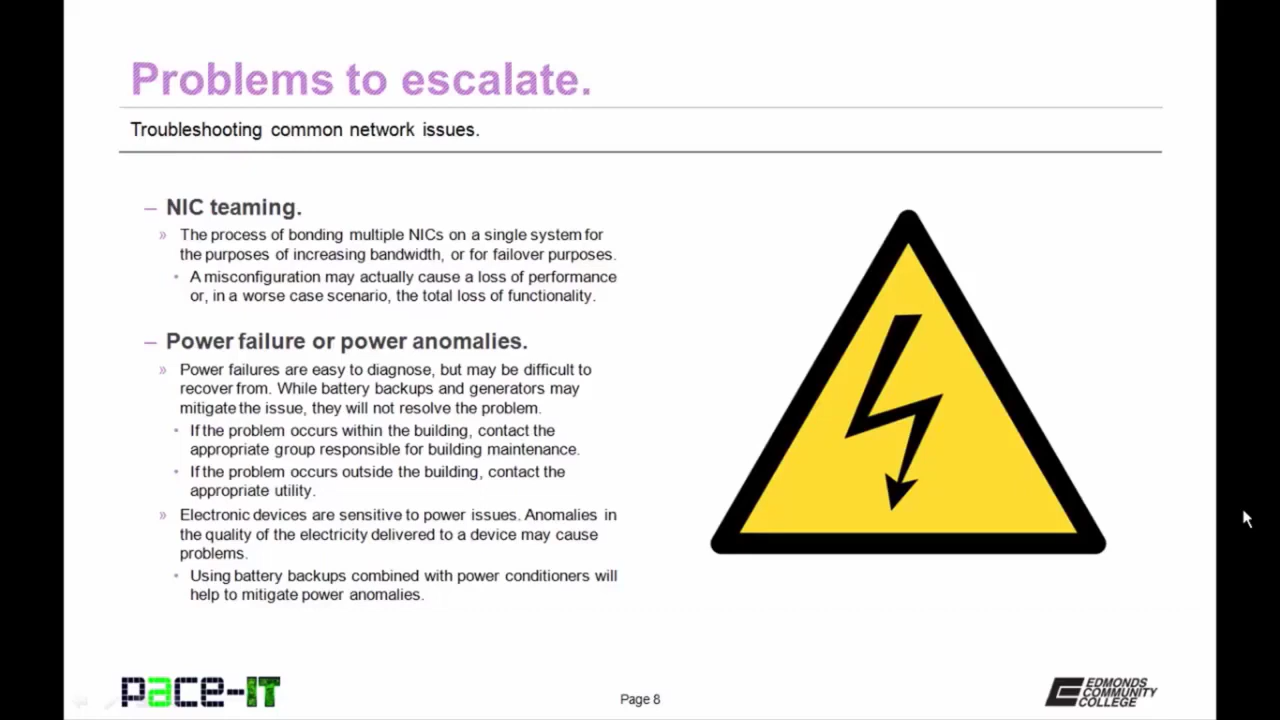 Problems to escalate.
Troubleshooting common network issues.
– NIC teaming.
» The process of bonding multiple NICs on a single system for
the purposes of increasing bandwidth, or for failover purposes.
• A misconfiguration may actually cause a loss of performance
or, in a worse case scenario, the total loss of functionality.
– Power failure or power anomalies.
» Power failures are easy to diagnose, but may be difficult to
recover from. While battery backups and generators may
mitigate the issue, they will not resolve the problem.
• If the problem occurs within the building, contact the
appropriate group responsible for building maintenance.
• If the problem occurs outside the building, contact the
appropriate utility.
» Electronic devices are sensitive to power issues. Anomalies in
the quality of the electricity delivered to a device may cause
problems.
• Using battery backups combined with power conditioners will
help to mitigate power anomalies.
pace-IT
Page 8
EDMONDS
COMMUNITY
COLLEGE